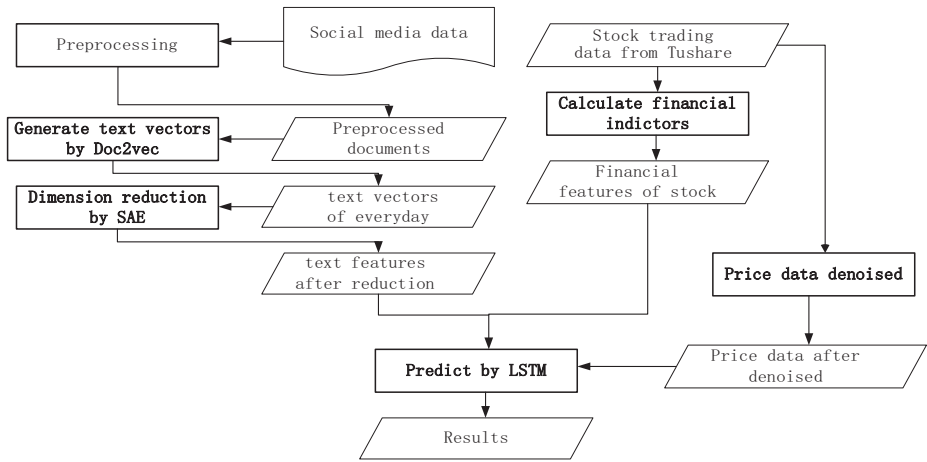 Preprocessing
Social media data
Stock trading
data from Tushare
Calculate financial
indictors
Generate text vectors
by Doc2vec
Preprocessed
documents
Financial
features of stock
Dimension reduction
by SAE
text vectors
of everyday
text features
after reduction
Price data denoised
Predict by LSTM
Price data after
denoised
Results